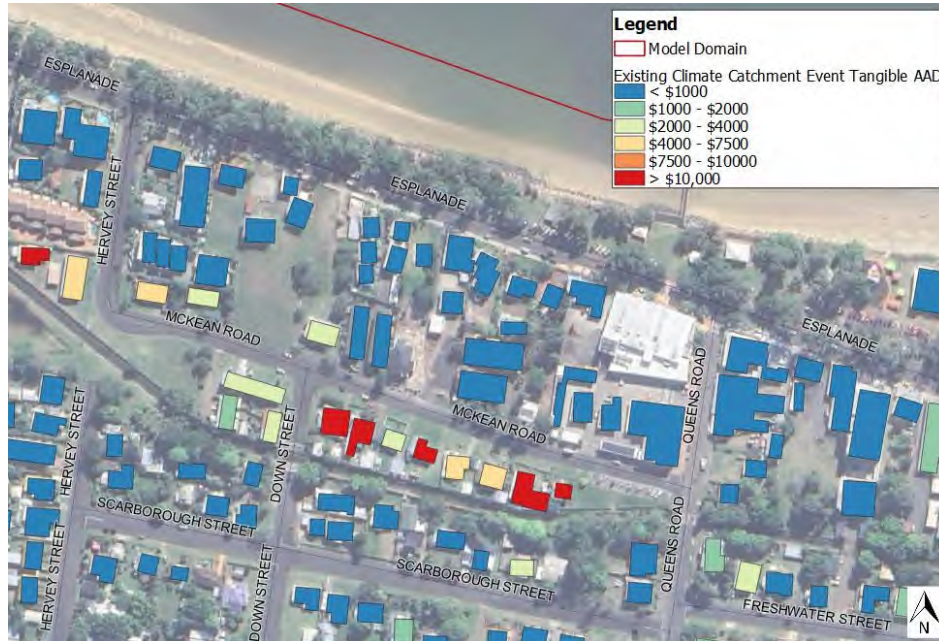 Legend
Model Domain
Existing Climate Catchment Event Tangible AAD
< $1000
$1000 - $2000
$2000 - $4000
$4000 - $7500
$7500 - $10000
> $10,000
ESPLANADE
HERVEY STREET
ESPLANADE
MCKEAN ROAD
ESPLANADE
QUEENS ROAD
MCKEAN ROAD
HERVEY STREET
DOWN STREET
SCARBOROUGH STREET
SCARBOROUGH STREET
QUEENS ROAD
HERVEY STREET
DOWN STREET
FRESHWATER STREET
N